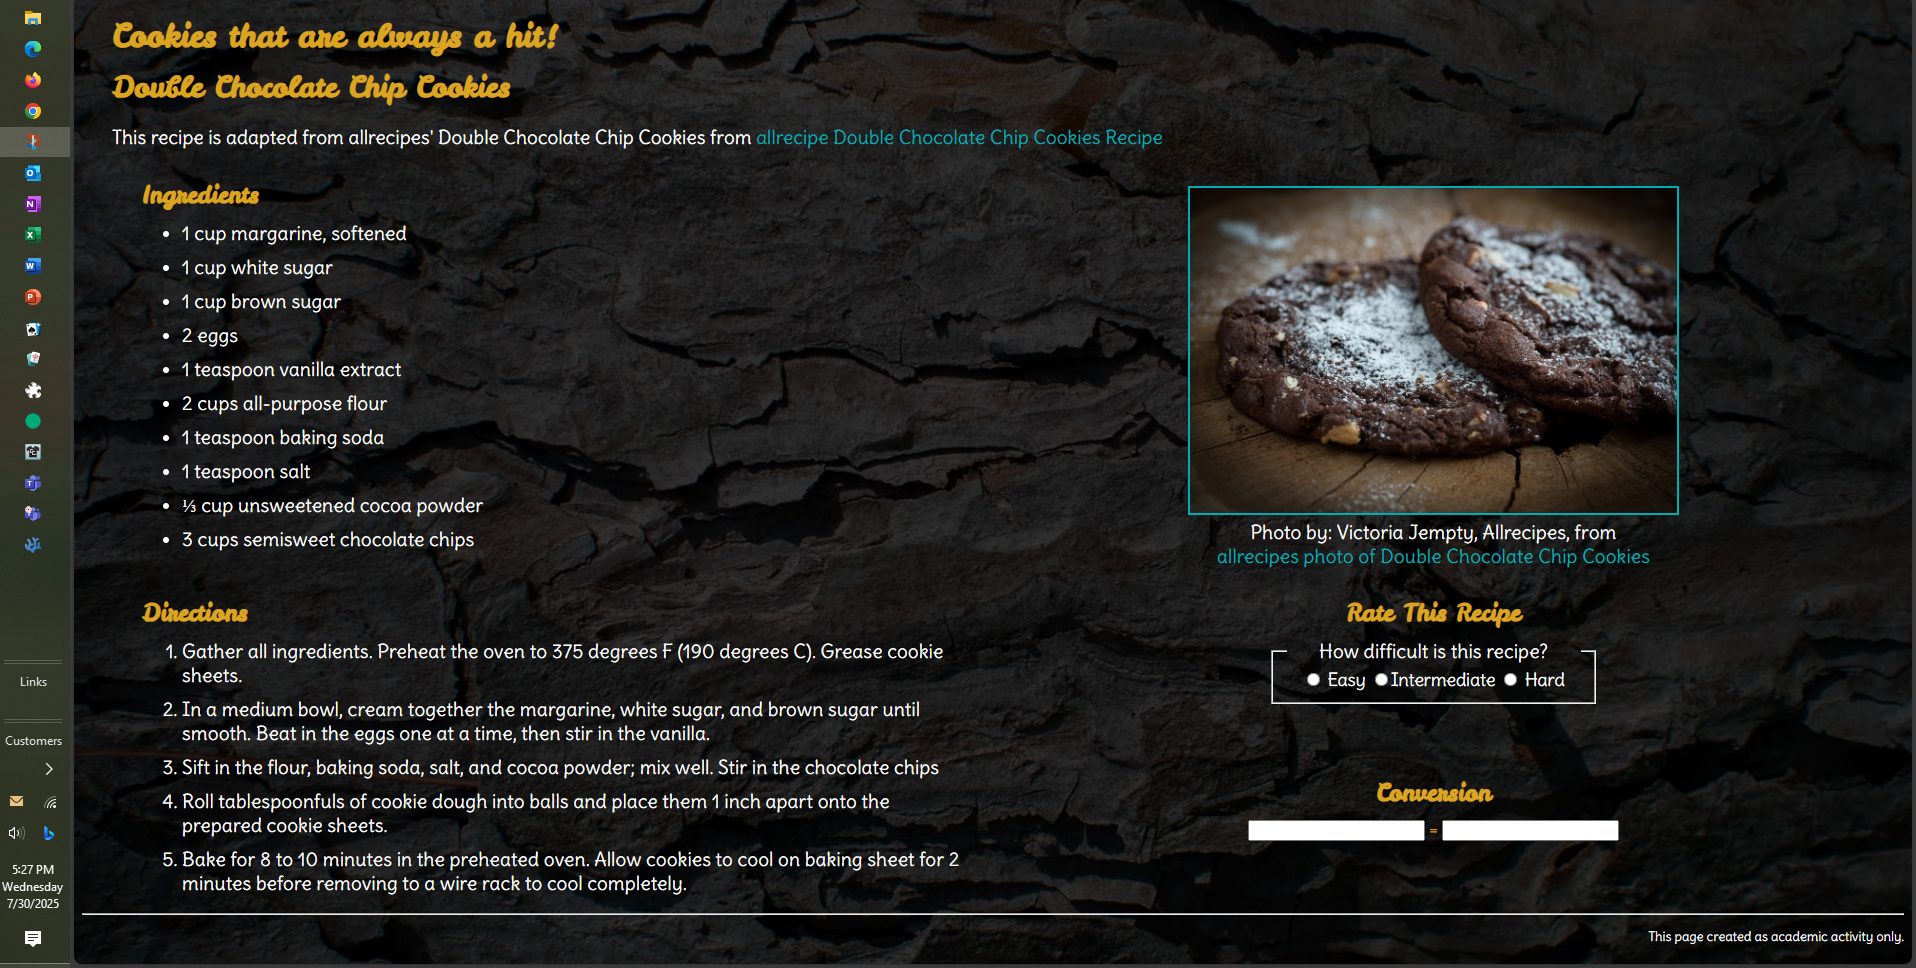 Cookies that are always a hit!
Double Chocolate Chip Cookies
This recipe is adapted from allrecipes' Double Chocolate Chip Cookies from allrecipe Double Chocolate Chip Cookies Recipe
Ingredients
• 1 cup margarine, softened
• 1 cup white sugar
• 1 cup brown sugar
• 2 eggs
• 1 teaspoon vanilla extract
• 2 cups all-purpose flour
• 1 teaspoon baking soda
• 1 teaspoon salt
• ⅓ cup unsweetened cocoa powder
• 3 cups semisweet chocolate chips
Photo by: Victoria Jempty, Allrecipes, from
allrecipes photo of Double Chocolate Chip Cookies
Directions
1. Gather all ingredients. Preheat the oven to 375 degrees F (190 degrees C). Grease cookie
sheets.
2. In a medium bowl, cream together the margarine, white sugar, and brown sugar until
smooth. Beat in the eggs one at a time, then stir in the vanilla.
3. Sift in the flour, baking soda, salt, and cocoa powder; mix well. Stir in the chocolate chips
4. Roll tablespoonfuls of cookie dough into balls and place them 1 inch apart onto the
prepared cookie sheets.
5. Bake for 8 to 10 minutes in the preheated oven. Allow cookies to cool on baking sheet for 2
minutes before removing to a wire rack to cool completely.
Rate This Recipe
How difficult is this recipe?
Easy Intermediate Hard
Conversion
=
This page created as academic activity only.
Links
Customers
5:27 PM
Wednesday
7/30/2025